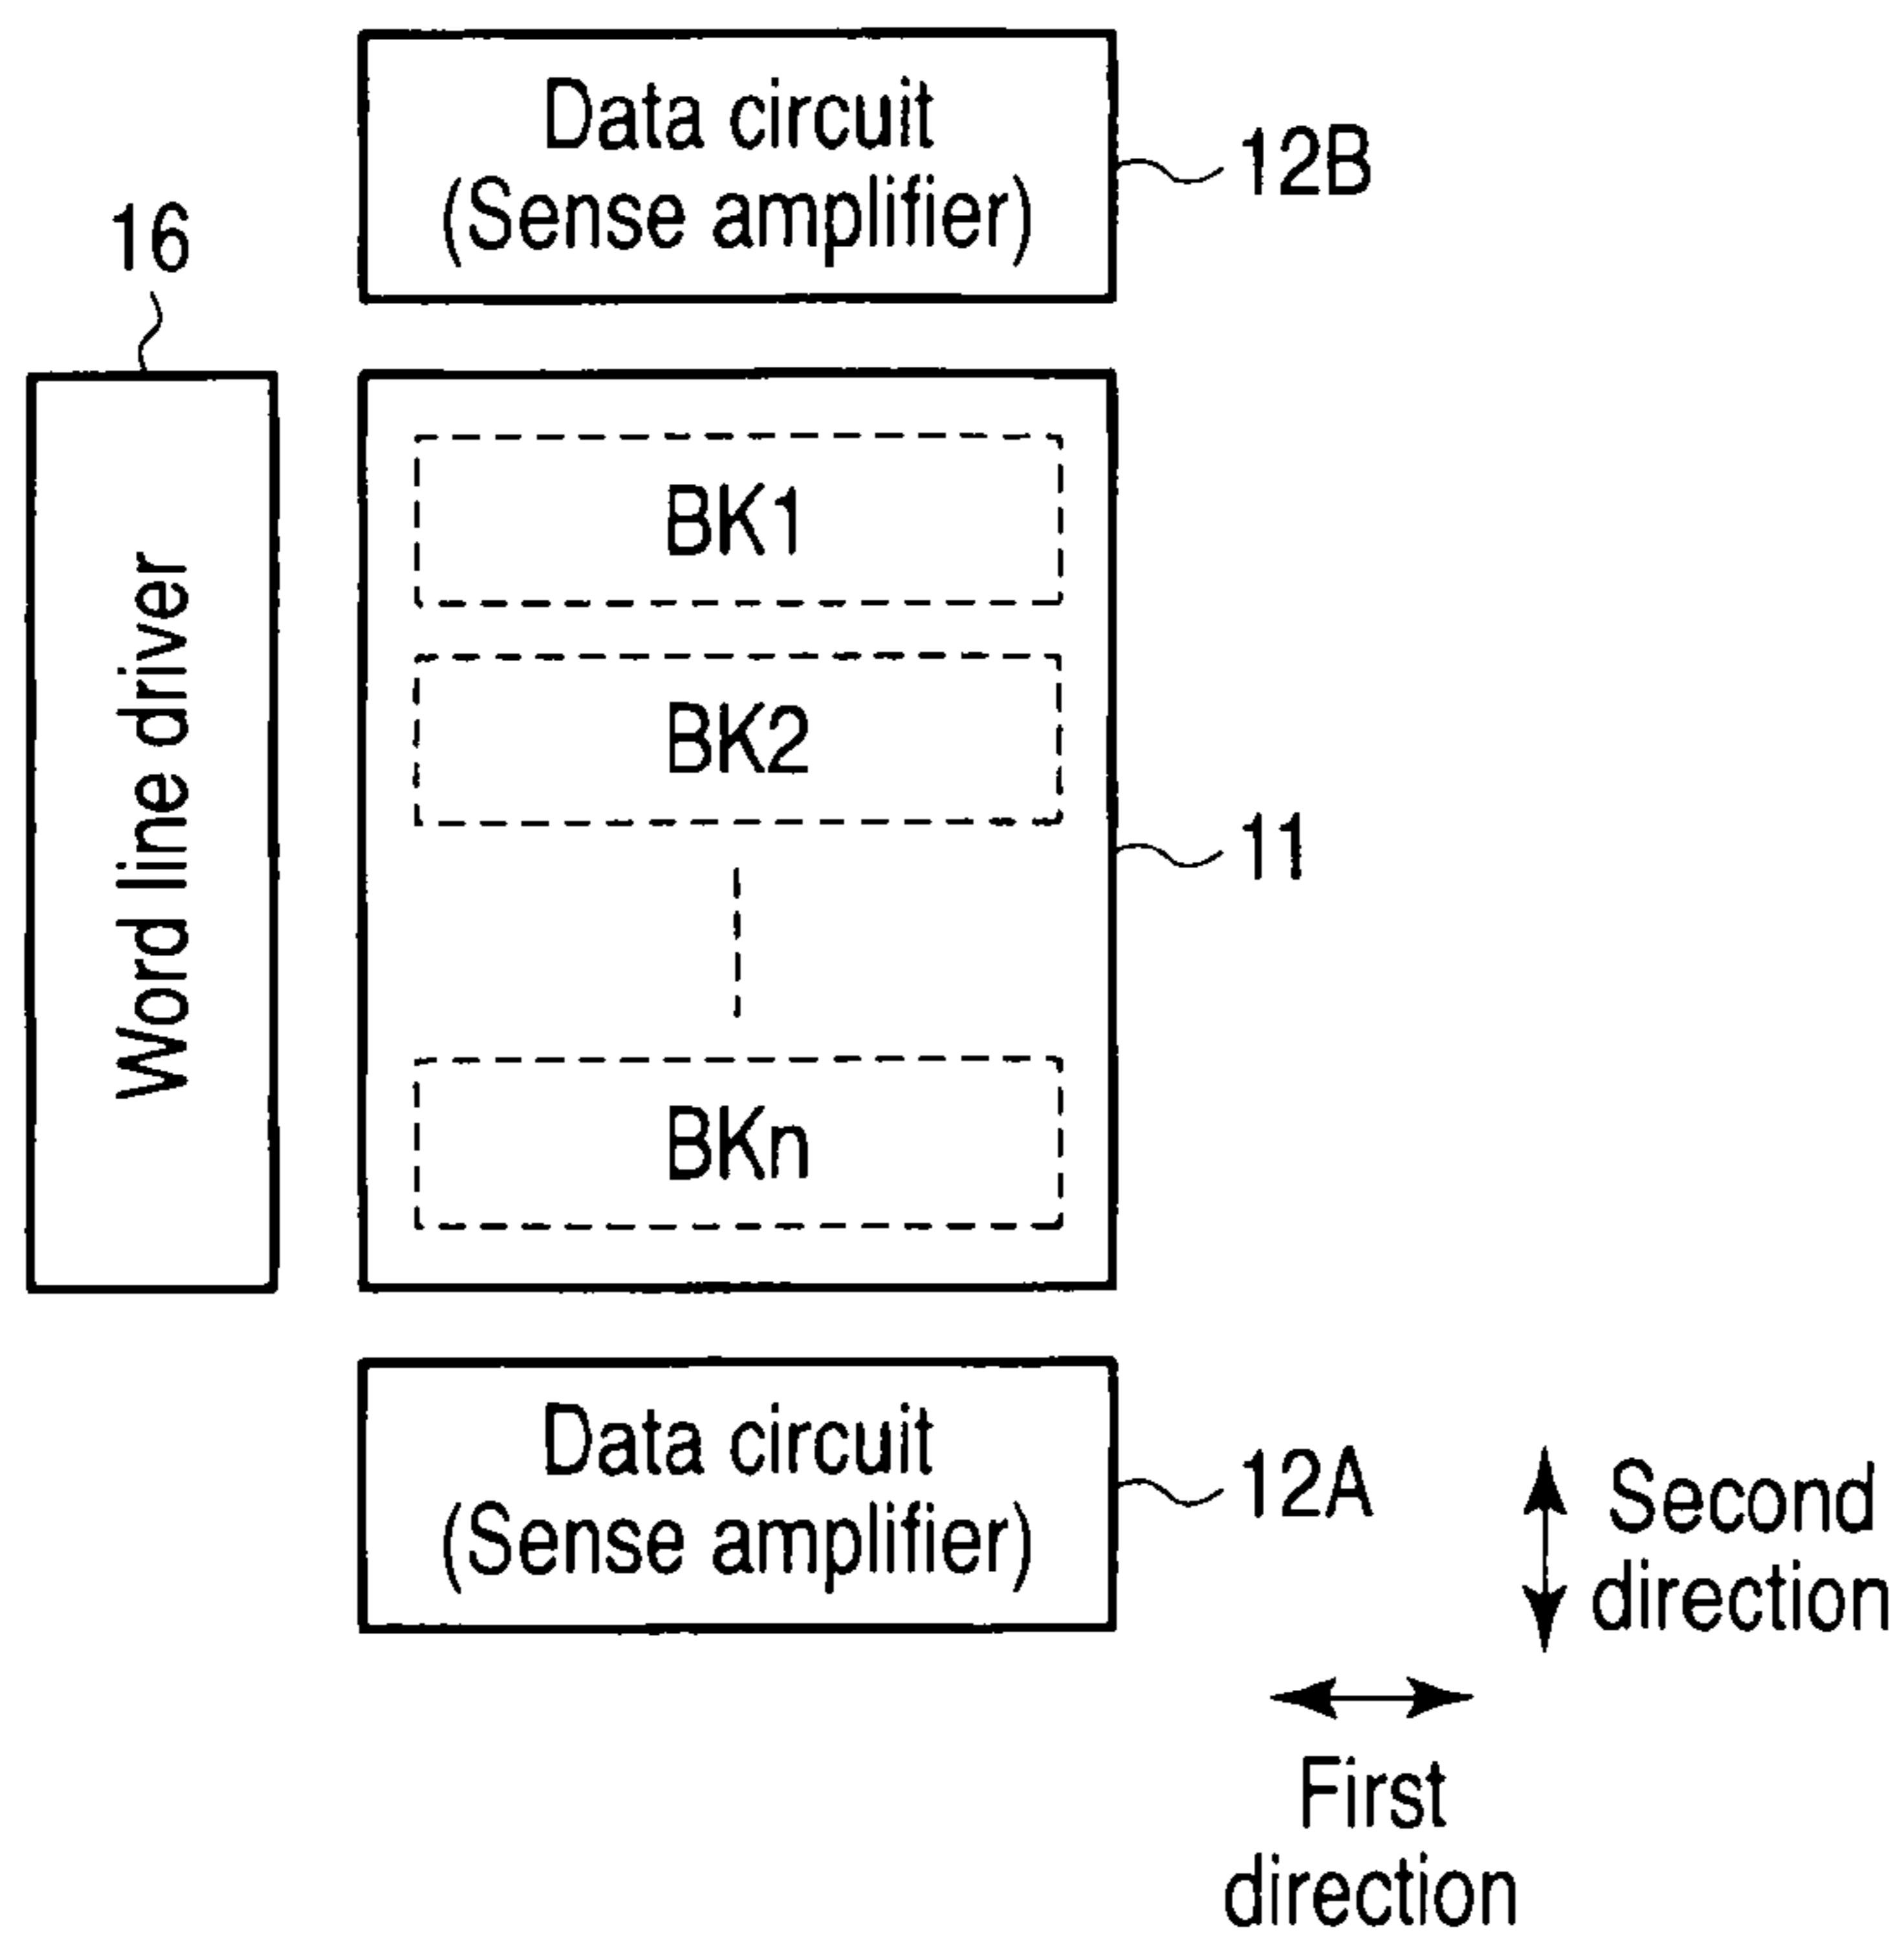 Data circuit
(Sense amplifier)
12B
16
Word line driver
BK1
BK2
11
BKn
Data circuit
(Sense amplifier)
12A
Second
direction
First
direction